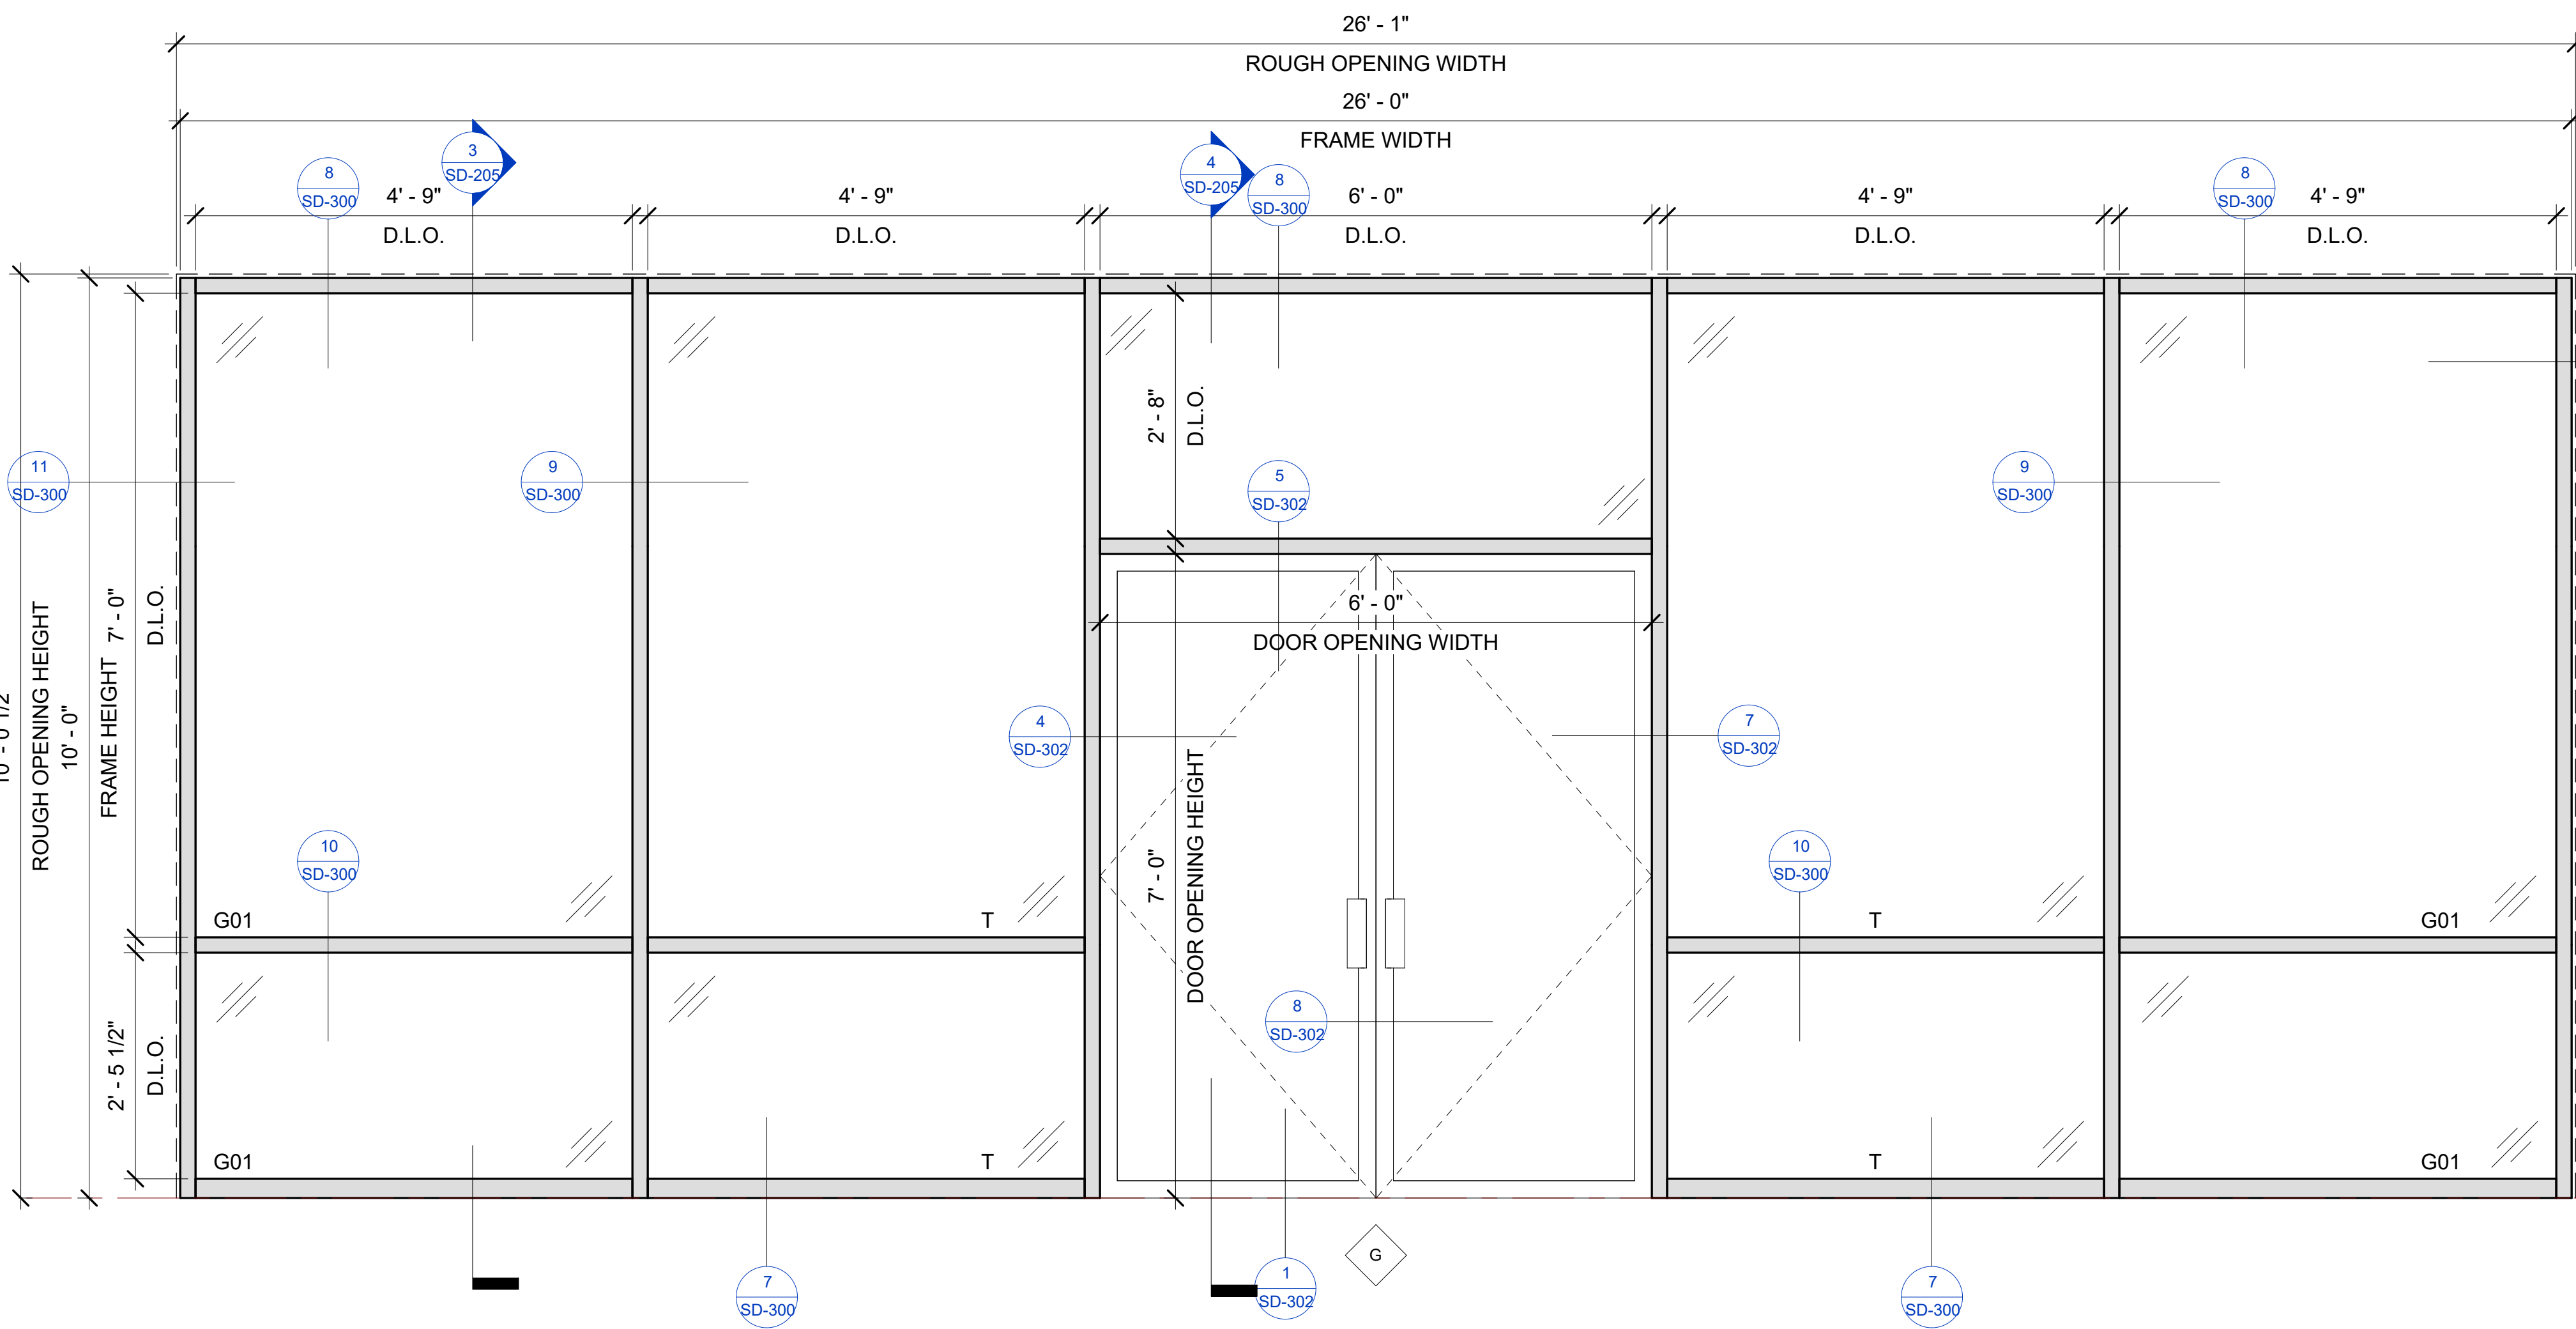 26' - 1"
ROUGH OPENING WIDTH
26' - 0"
FRAME WIDTH
3
SD-205
4
SD-205
8
SD-300
8
SD-300
8
SD-300
4' - 9"
4' - 9"
6' - 0"
4' - 9"
4' - 9"
D.L.O.
D.L.O.
D.L.O.
D.L.O.
D.L.O.
2' - 8"
D.L.O.
11
SD-300
9
SD-300
5
SD-302
9
SD-300
7' - 0"
D.L.O.
6' - 0"
DOOR OPENING WIDTH
ROUGH OPENING HEIGHT
10' - 0"
FRAME HEIGHT
4
SD-302
7
SD-302
7' - 0"
DOOR OPENING HEIGHT
10
SD-300
10
SD-300
G01
T
T
G01
8
SD-302
2' - 5 1/2"
D.L.O.
G01
T
T
G01
7
SD-300
1
SD-302
G
7
SD-300